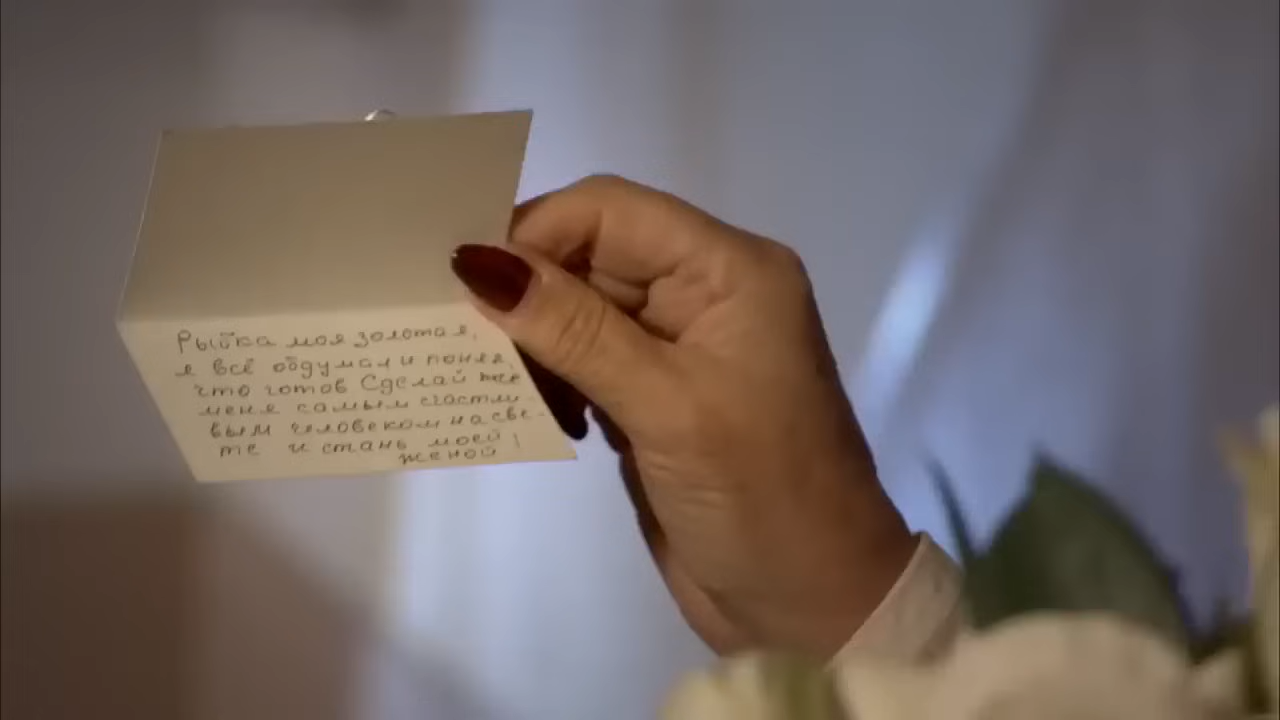 Рыбка моя золотая,
я всё обдумал и понял,
что готов Сделай же
меня самым счастли-
вым человеком на све-
те и стань моей
женой!